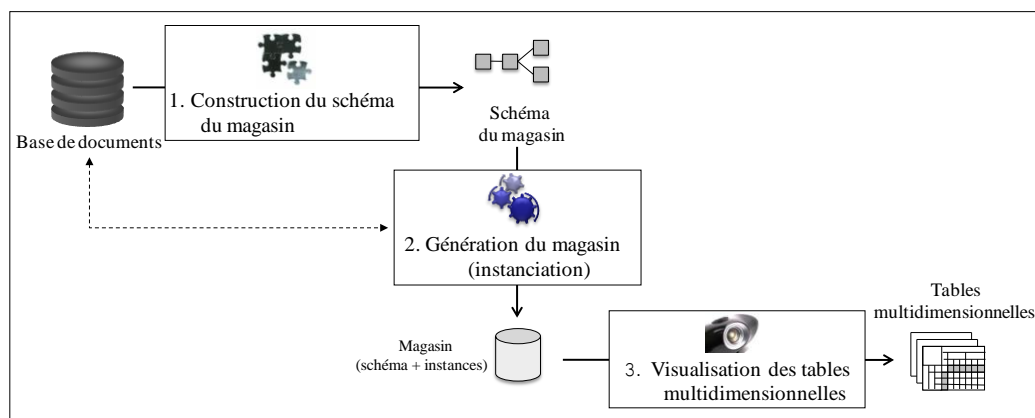 1. Construction du schéma
du magasin
Base de documents
Schéma
du magasin
2. Génération du magasin
(instanciation)
Magasin
(schéma + instances)
3. Visualisation des tables
multidimensionnelles
Tables
multidimensionnelles